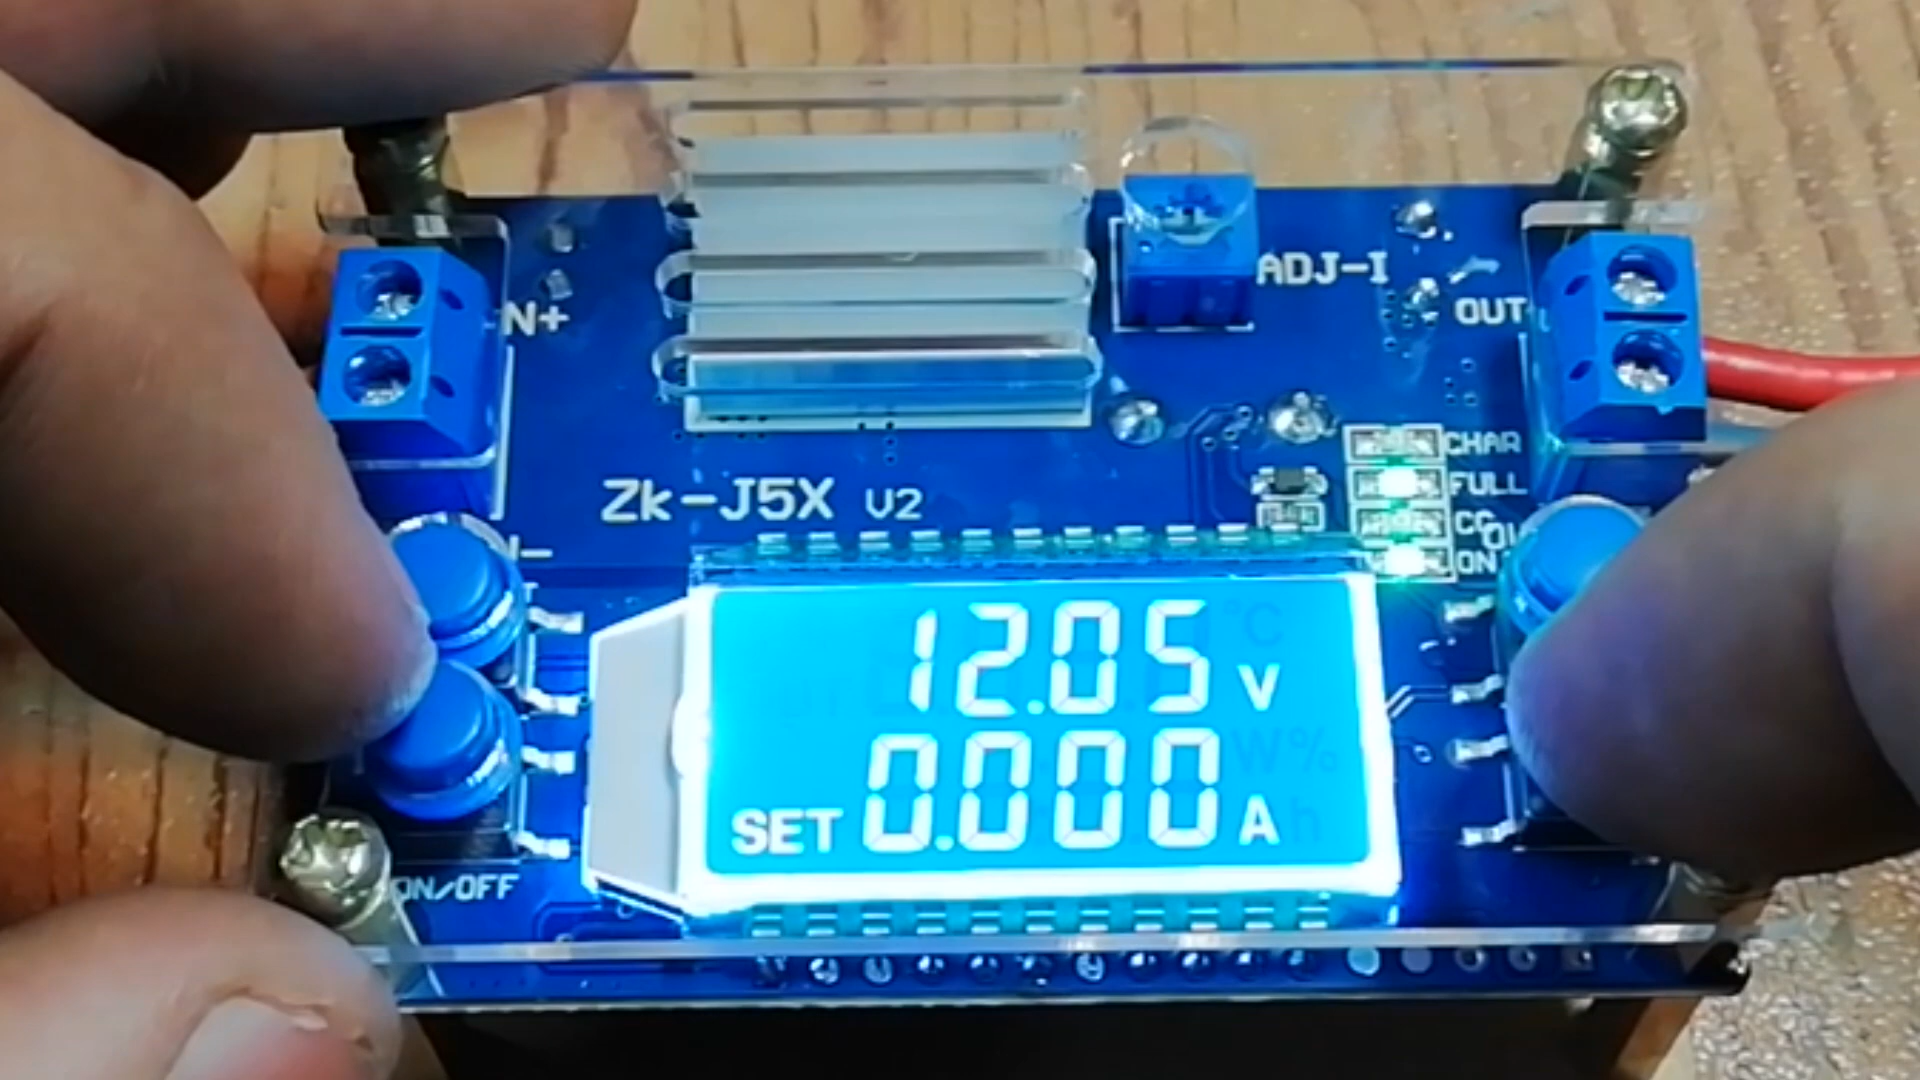 N+
ADJ-I
OUT
CHAR
FULL
CC
ON
Zk-J5X V2
N-
12.05 V
SET 0.000 A
ON/OFF
°C
W%
h